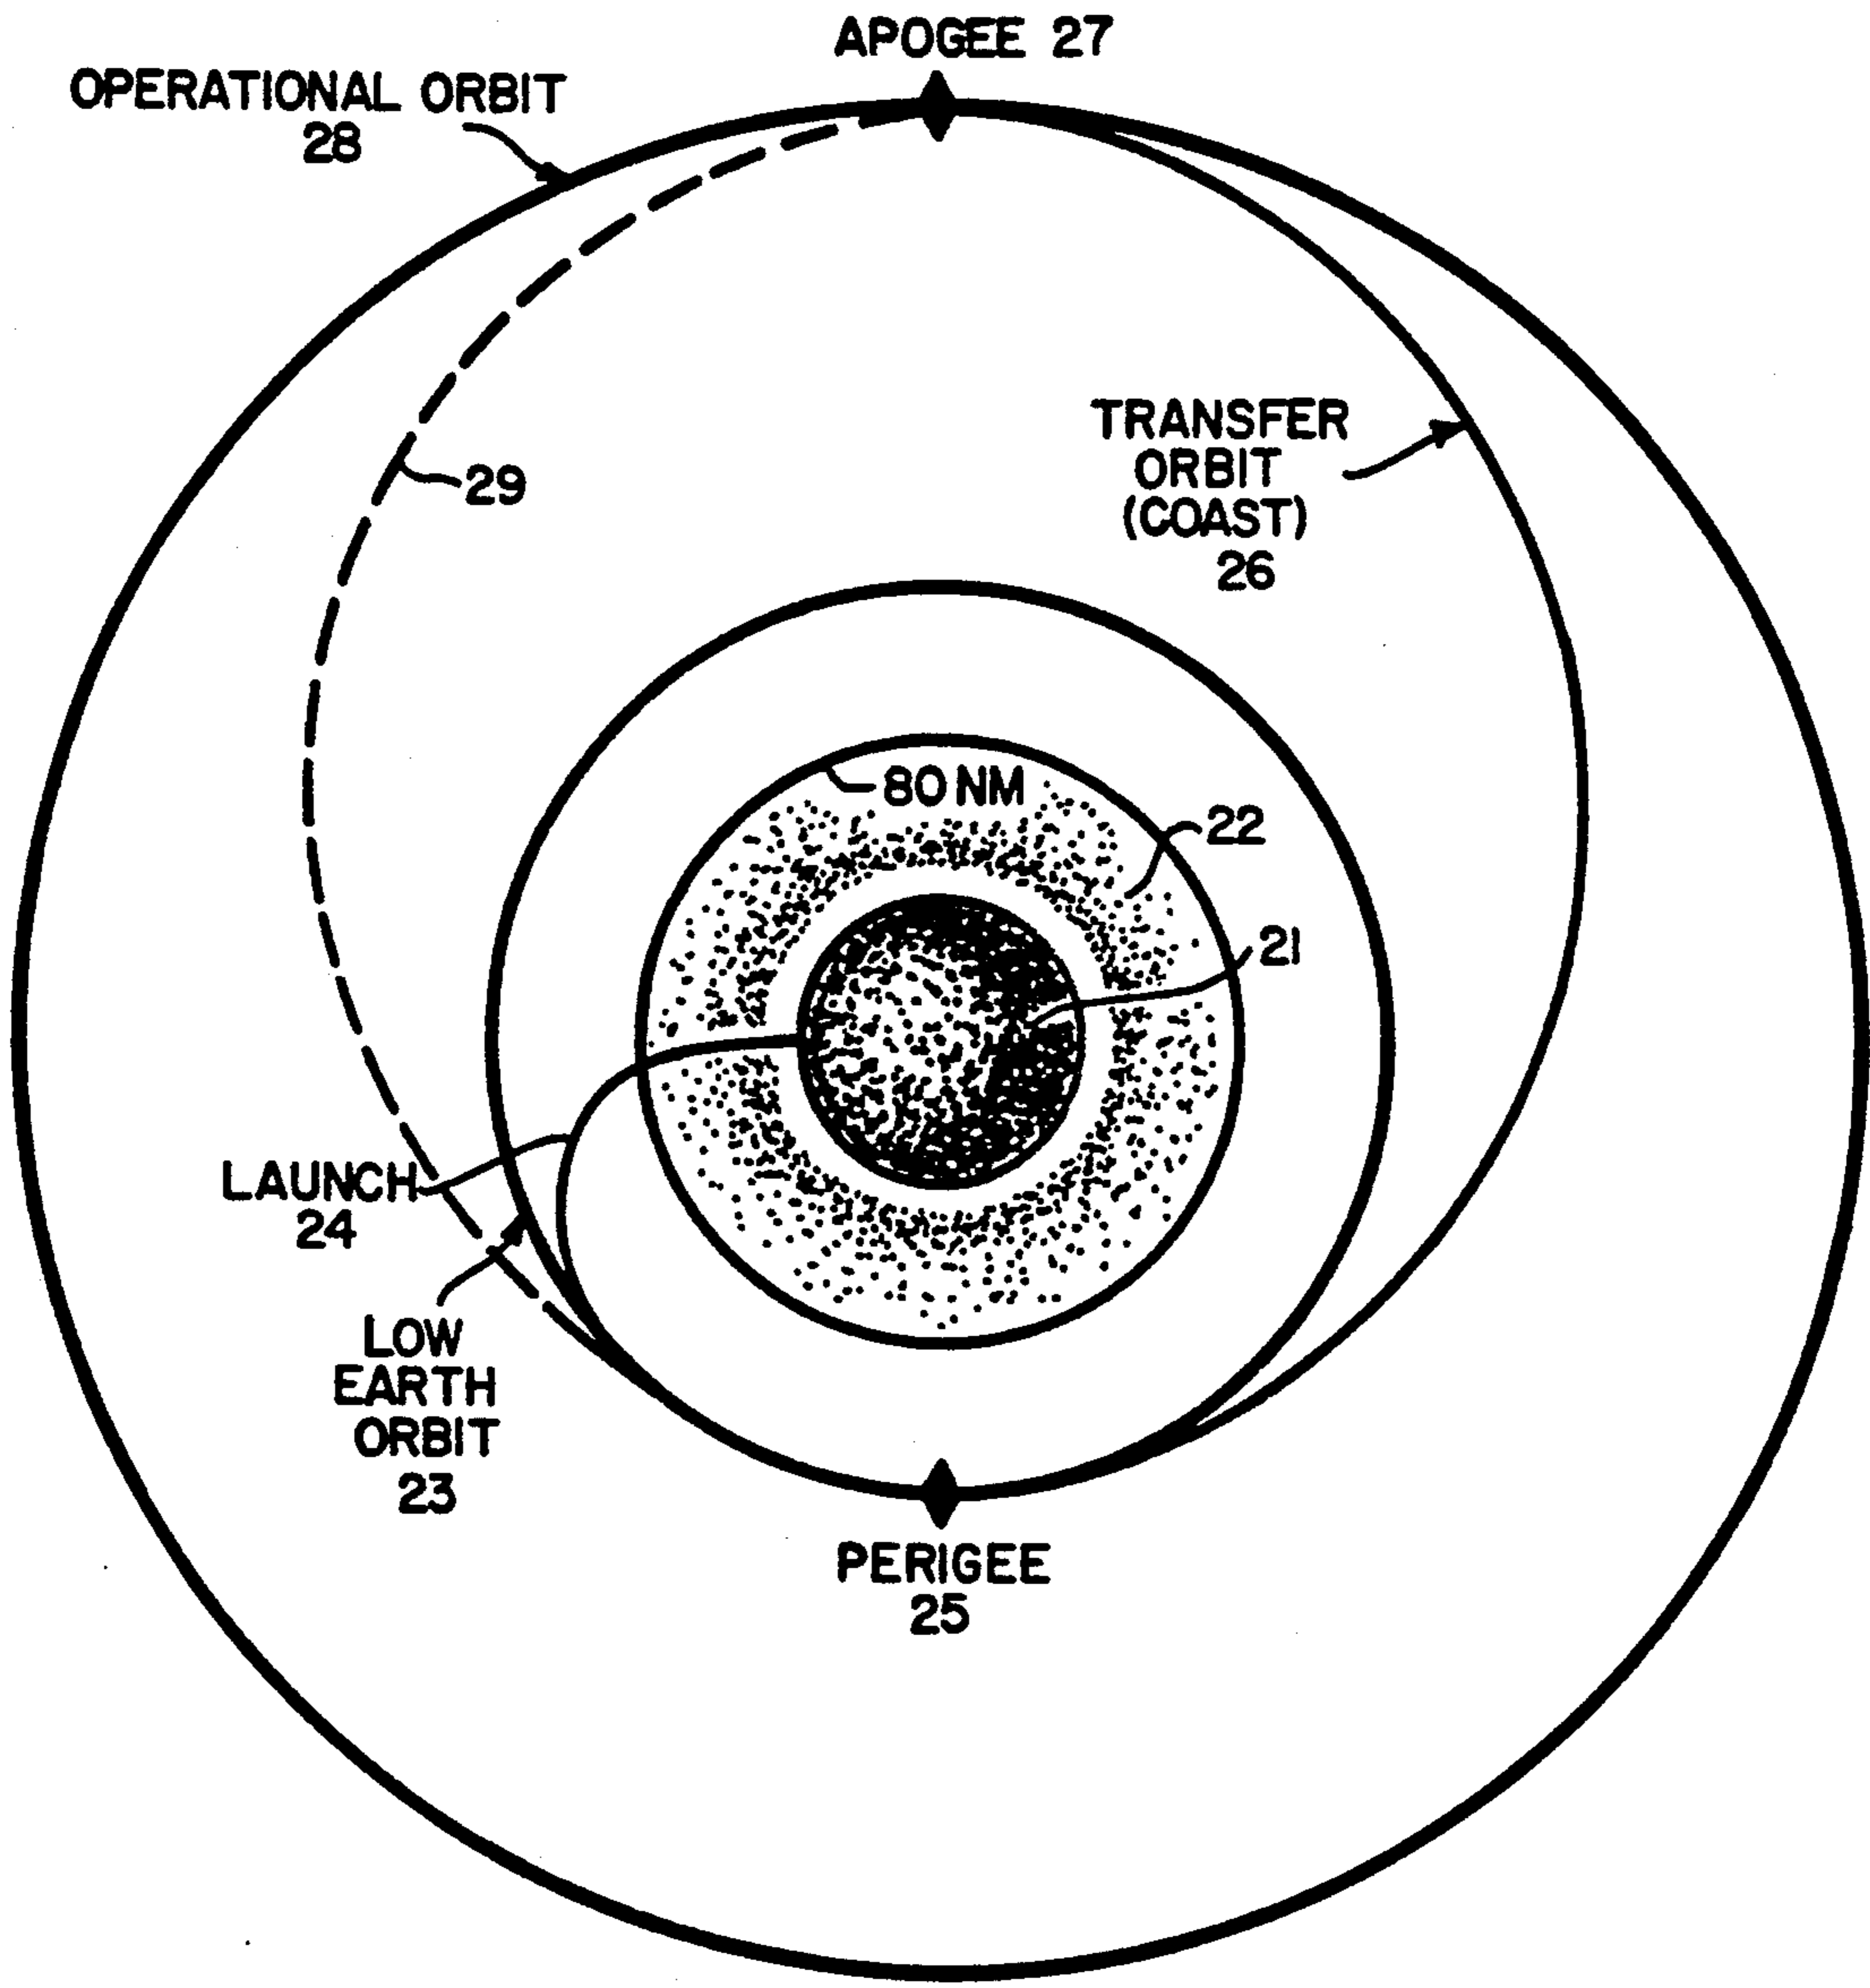 APOGEE 27
OPERATIONAL ORBIT
28
TRANSFER
ORBIT
(COAST)
26
29
80 NM
22
21
LAUNCH
24
LOW
EARTH
ORBIT
23
PERIGEE
25